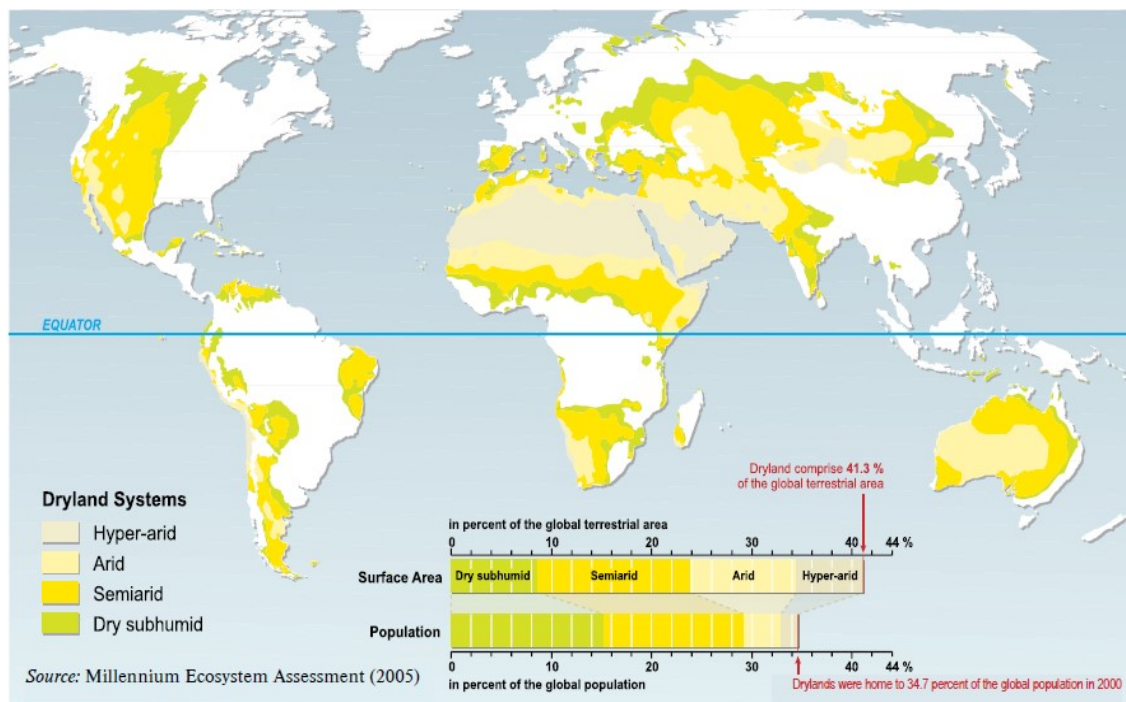 EQUATOR
Dryland Systems
Hyper-arid
Arid
Semiarid
Dry subhumid
Source: Millennium Ecosystem Assessment (2005)
Dryland comprise 41.3 %
of the global terrestrial area
in percent of the global terrestrial area
0 10 20 30 40 44 %
Surface Area Dry subhumid Semiarid Arid Hyper-arid
Population
0 10 20 30 40 44 %
in percent of the global population
Drylands were home to 34.7 percent of the global population in 2000